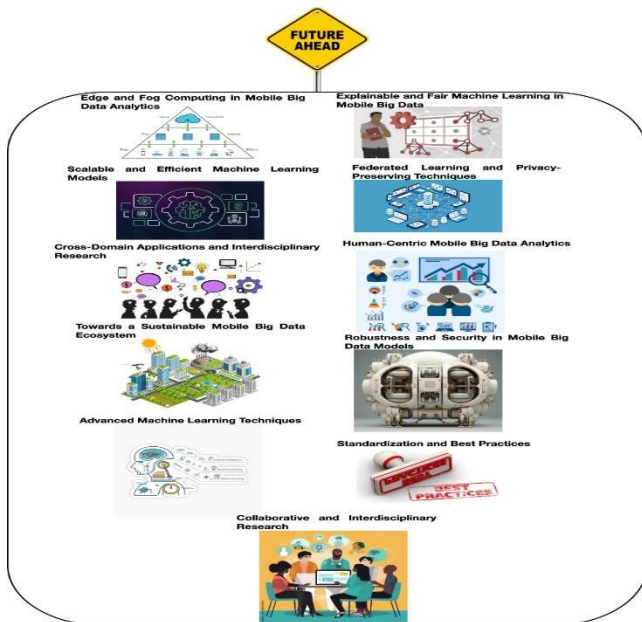 FUTURE
AHEAD
Edge and Fog Computing in Mobile Big
Data Analytics
Scalable and Efficient Machine Learning
Models
Cross-Domain Applications and Interdisciplinary
Research
Towards a Sustainable Mobile Big Data
Ecosystem
Advanced Machine Learning Techniques
Explainable and Fair Machine Learning in
Mobile Big Data
Federated Learning and Privacy-
Preserving Techniques
Human-Centric Mobile Big Data Analytics
Robustness and Security in Mobile Big
Data Models
Standardization and Best Practices
BEST
PRACTICES
Collaborative and Interdisciplinary
Research